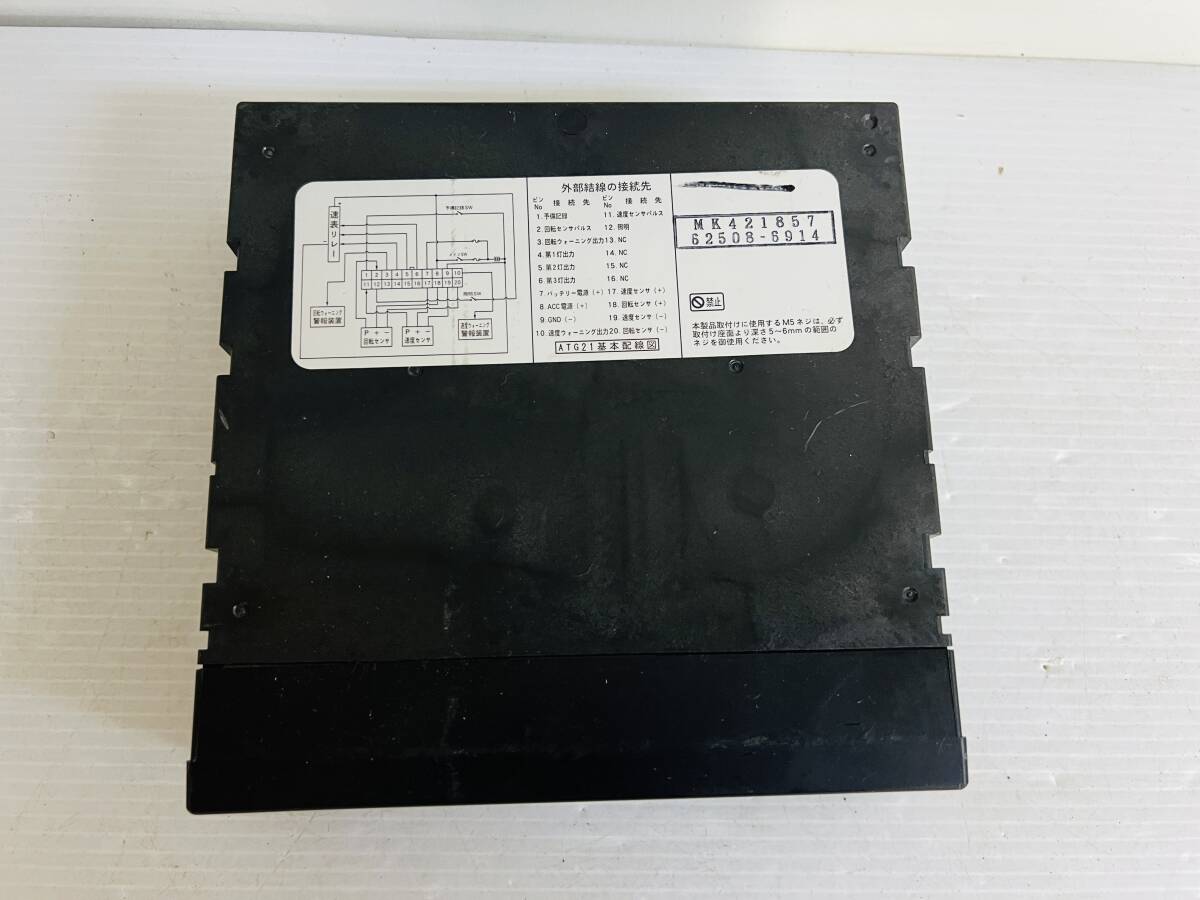 速表リレー
予備記録SW
メインSW
1 2 3 4 5 6 7 8 9 10
11 12 13 14 15 16 17 18 19 20
照明SW
回転ウォーニング
警報装置
P + −
回転センサ
P + −
速度センサ
速度ウォーニング
警報装置
外部結線の接続先
ピンNo 接続先 ピンNo 接続先
1. 予備記録 11. 速度センサパルス
2. 回転センサパルス 12. 照明
3. 回転ウォーニング出力 13. NC
4. 第1灯出力 14. NC
5. 第2灯出力 15. NC
6. 第3灯出力 16. NC
7. バッテリー電源 (+) 17. 速度センサ (+)
8. ACC電源 (+) 18. 回転センサ (+)
9. GND (−) 19. 速度センサ (−)
10. 速度ウォーニング出力 20. 回転センサ (−)
ATG21基本配線図
MK421857
62508-6914
禁止
本製品取付けに使用するM5ネジは、必ず
取付け座面より深さ5〜6mmの範囲の
ネジを御使用ください。